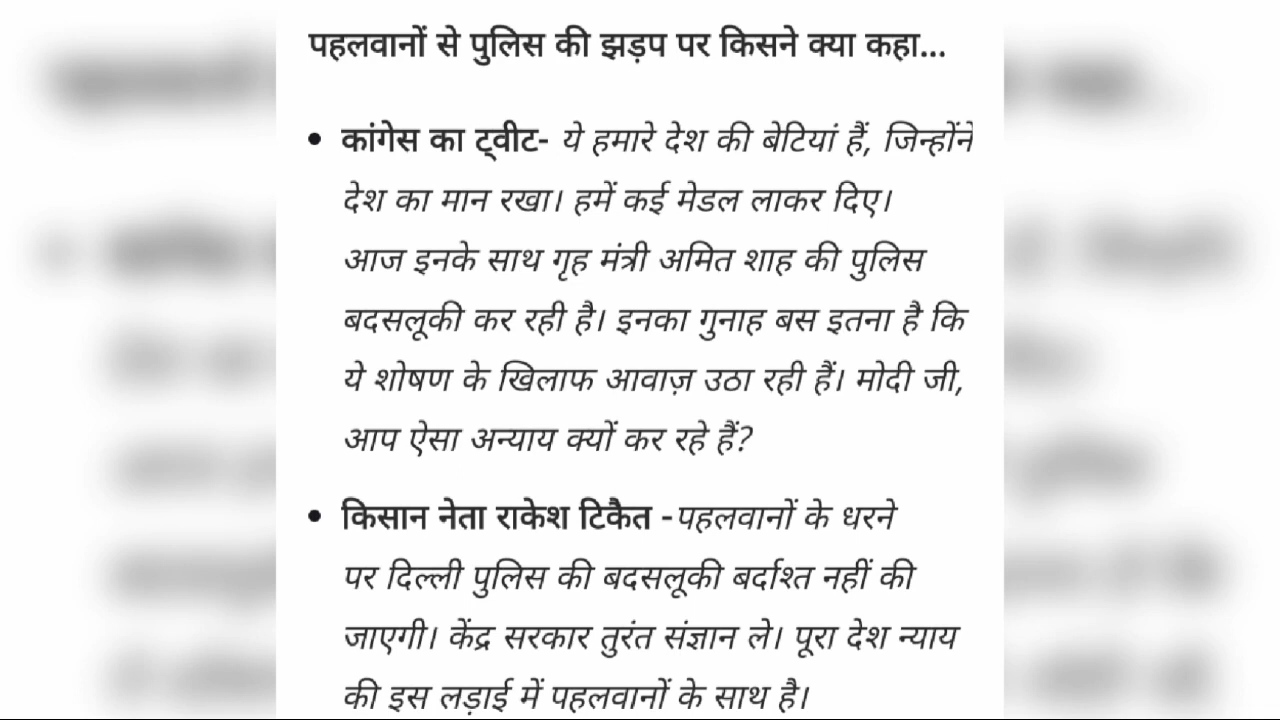 पहलवानों से पुलिस की झड़प पर किसने क्या कहा...
• कांगेस का ट्वीट- ये हमारे देश की बेटियां हैं, जिन्होंने
देश का मान रखा। हमें कई मेडल लाकर दिए।
आज इनके साथ गृह मंत्री अमित शाह की पुलिस
बदसलूकी कर रही है। इनका गुनाह बस इतना है कि
ये शोषण के खिलाफ आवाज़ उठा रही हैं। मोदी जी,
आप ऐसा अन्याय क्यों कर रहे हैं?
• किसान नेता राकेश टिकैत -पहलवानों के धरने
पर दिल्ली पुलिस की बदसलूकी बर्दाश्त नहीं की
जाएगी। केंद्र सरकार तुरंत संज्ञान ले। पूरा देश न्याय
की इस लड़ाई में पहलवानों के साथ है।